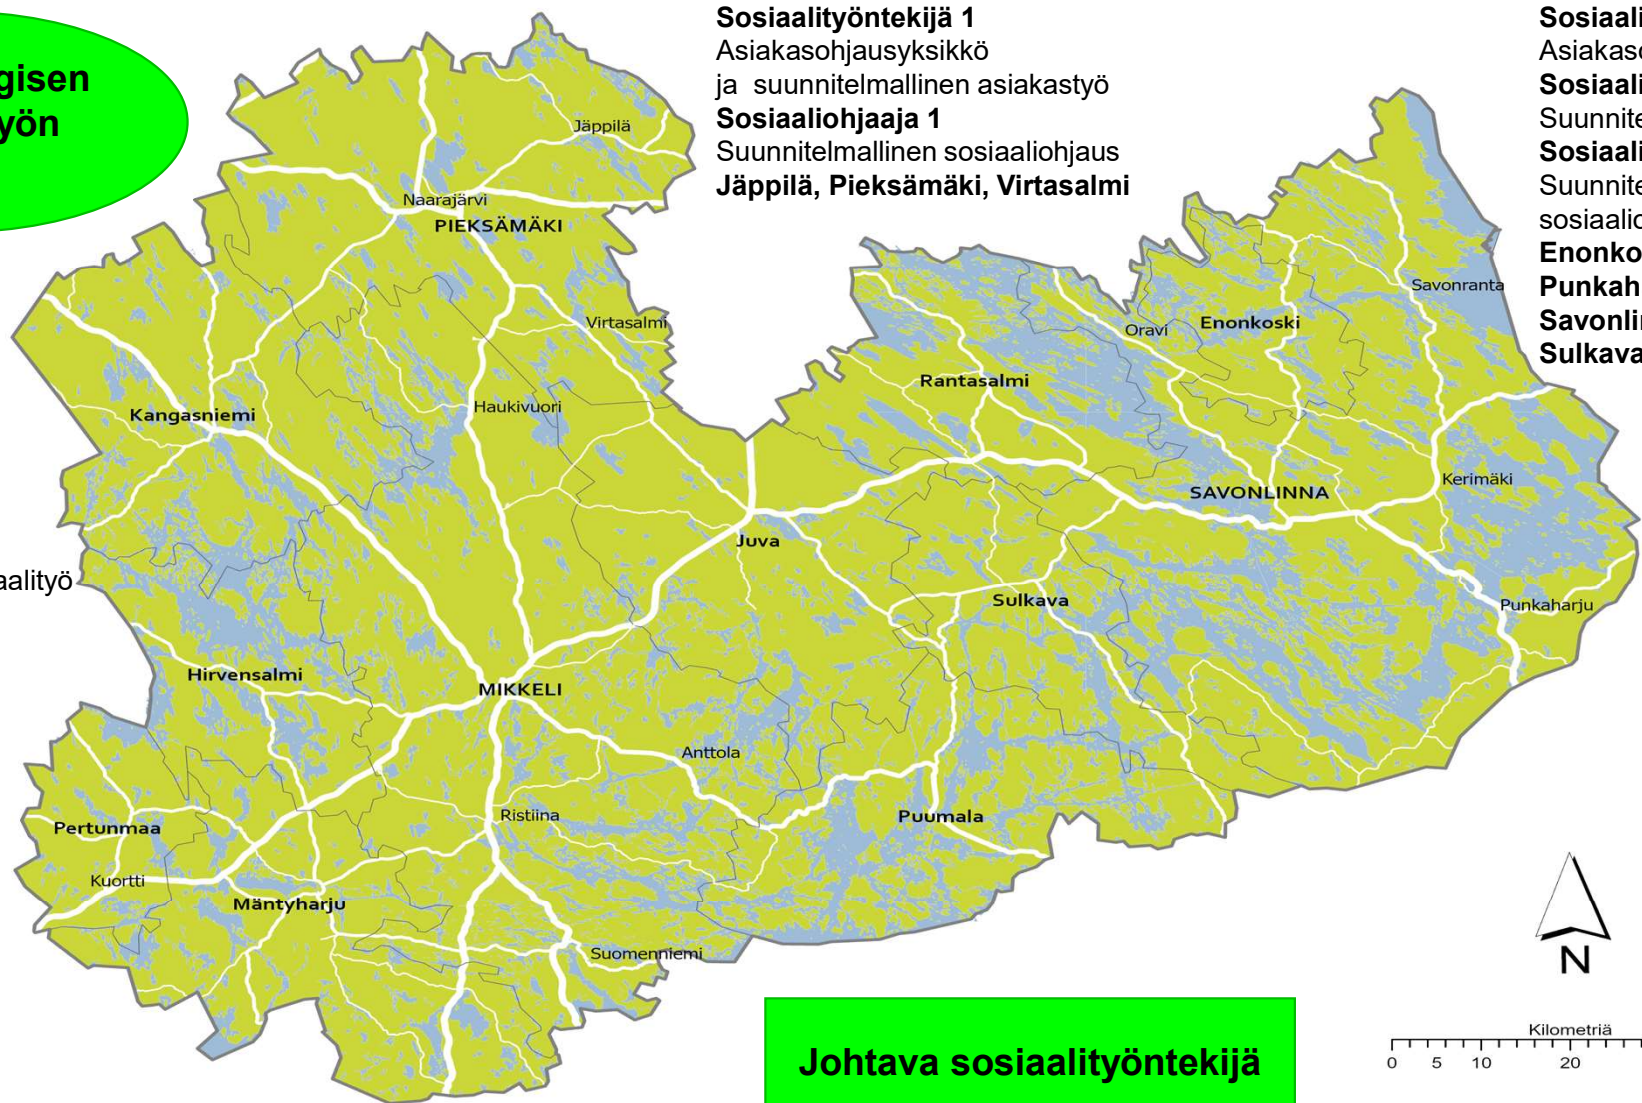 gisen
yön
Sosiaalityöntekijä 1
Asiakasohjausyksikkö
ja suunnitelmallinen asiakastyö
Sosiaaliohjaaja 1
Suunnitelmallinen sosiaaliohjaus
Jäppilä, Pieksämäki, Virtasalmi
Sosiaali
Asiakaso
Sosiaali
Suunnite
Sosiaali
Suunnite
sosiaalio
Enonko
Punkah
Savonlin
Sulkava
Jäppilä
Naarajärvi
PIEKSÄMÄKI
Virtasalmi
Savonranta
Oravi
Enonkoski
Rantasalmi
Kangasniemi
Haukivuori
Kerimäki
SAVONLINNA
Juva
aalityö
Sulkava
Punkaharju
Hirvensalmi
MIKKELI
Anttola
Ristiina
Puumala
Pertunmaa
Kuortti
Mäntyharju
Suomenniemi
N
Johtava sosiaalityöntekijä
Kilometriä
0 5 10 20